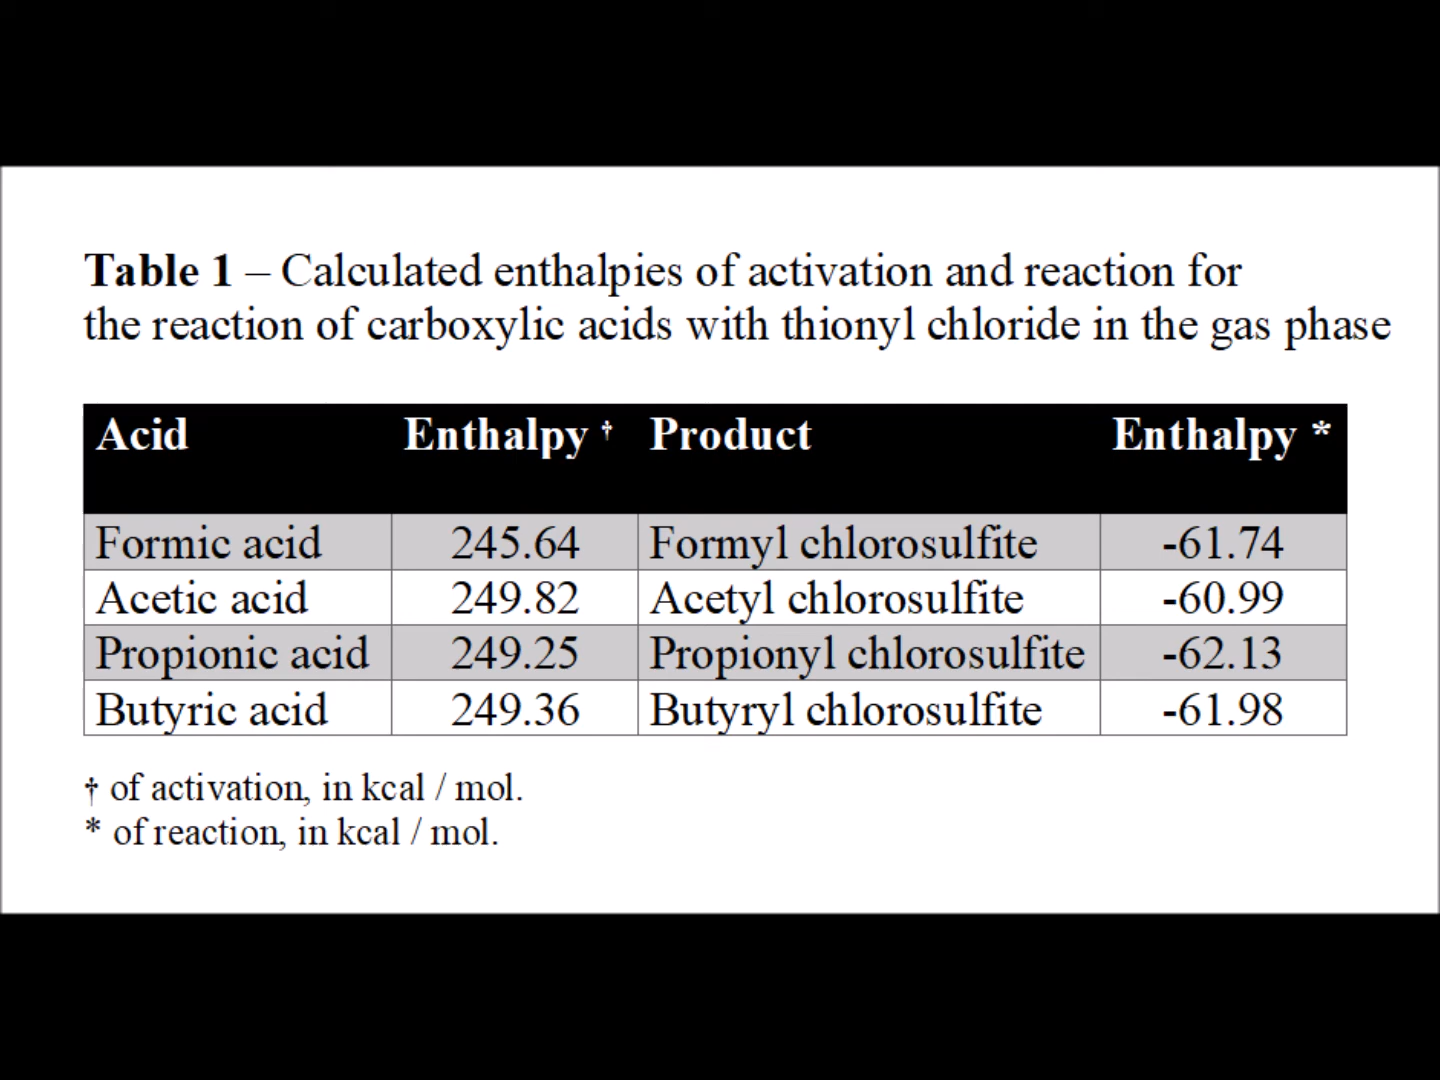 Table 1 – Calculated enthalpies of activation and reaction for
the reaction of carboxylic acids with thionyl chloride in the gas phase
Acid Enthalpy † Product Enthalpy *
Formic acid 245.64 Formyl chlorosulfite -61.74
Acetic acid 249.82 Acetyl chlorosulfite -60.99
Propionic acid 249.25 Propionyl chlorosulfite -62.13
Butyric acid 249.36 Butyryl chlorosulfite -61.98
† of activation, in kcal / mol.
* of reaction, in kcal / mol.